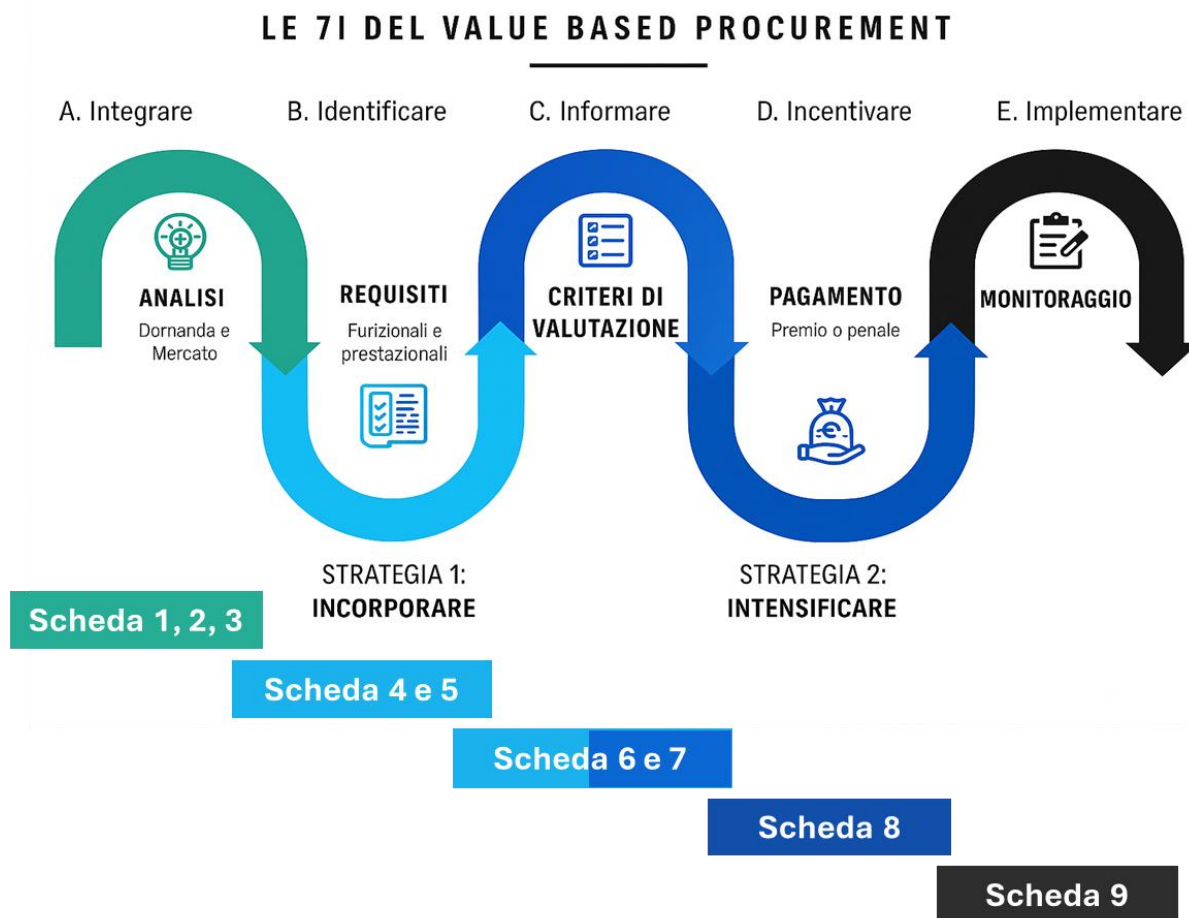 LE 7I DEL VALUE BASED PROCUREMENT
A. Integrare
B. Identificare
C. Informare
D. Incentivare
E. Implementare
ANALISI
Dornanda e
Mercato
REQUISITI
Furizionali e
prestazionali
CRITERI DI
VALUTAZIONE
PAGAMENTO
Premio o penale
MONITORAGGIO
STRATEGIA 1:
INCORPORARE
STRATEGIA 2:
INTENSIFICARE
Scheda 1, 2, 3
Scheda 4 e 5
Scheda 6 e 7
Scheda 8
Scheda 9